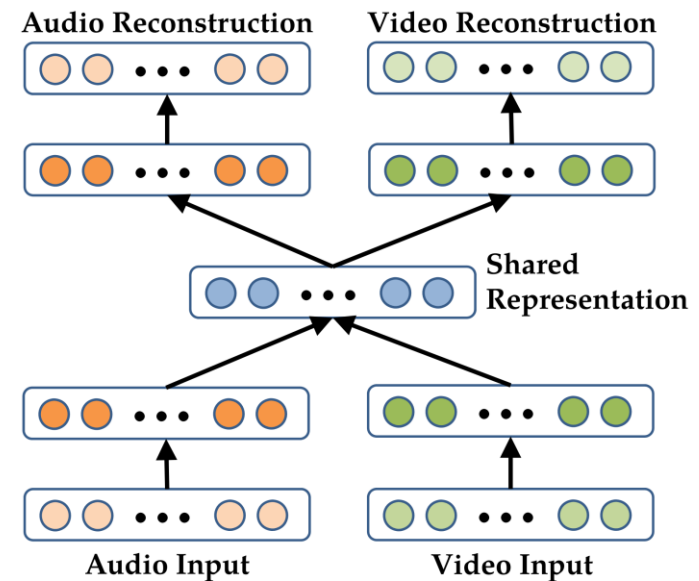 Audio Reconstruction
Video Reconstruction
Shared
Representation
Audio Input
Video Input